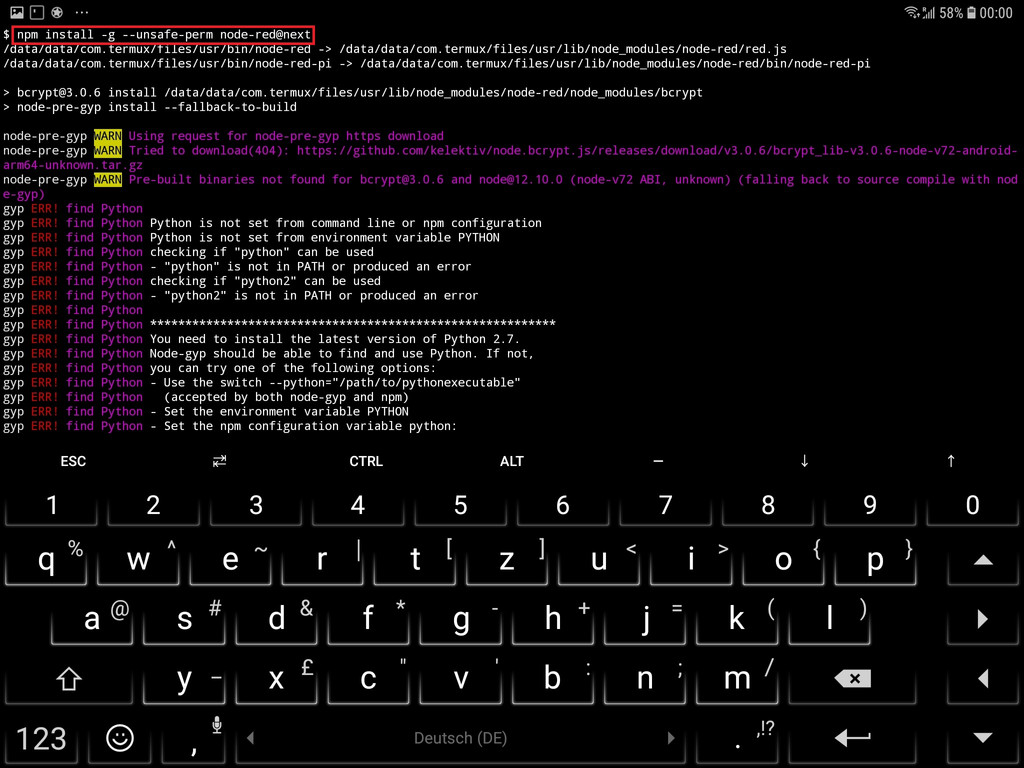 58% 00:00
$ npm install -g --unsafe-perm node-red@next
/data/data/com.termux/files/usr/bin/node-red -> /data/data/com.termux/files/usr/lib/node_modules/node-red/red.js
/data/data/com.termux/files/usr/bin/node-red-pi -> /data/data/com.termux/files/usr/lib/node_modules/node-red/bin/node-red-pi
> bcrypt@3.0.6 install /data/data/com.termux/files/usr/lib/node_modules/node-red/node_modules/bcrypt
> node-pre-gyp install --fallback-to-build
node-pre-gyp WARN Using request for node-pre-gyp https download
node-pre-gyp WARN Tried to download(404): https://github.com/kelektiv/node.bcrypt.js/releases/download/v3.0.6/bcrypt_lib-v3.0.6-node-v72-android-
arm64-unknown.tar.gz
node-pre-gyp WARN Pre-built binaries not found for bcrypt@3.0.6 and node@12.10.0 (node-v72 ABI, unknown) (falling back to source compile with nod
e-gyp)
gyp ERR! find Python
gyp ERR! find Python Python is not set from command line or npm configuration
gyp ERR! find Python Python is not set from environment variable PYTHON
gyp ERR! find Python checking if "python" can be used
gyp ERR! find Python - "python" is not in PATH or produced an error
gyp ERR! find Python checking if "python2" can be used
gyp ERR! find Python - "python2" is not in PATH or produced an error
gyp ERR! find Python
gyp ERR! find Python **********************************************************
gyp ERR! find Python You need to install the latest version of Python 2.7.
gyp ERR! find Python Node-gyp should be able to find and use Python. If not,
gyp ERR! find Python you can try one of the following options:
gyp ERR! find Python - Use the switch --python="/path/to/pythonexecutable"
gyp ERR! find Python (accepted by both node-gyp and npm)
gyp ERR! find Python - Set the environment variable PYTHON
gyp ERR! find Python - Set the npm configuration variable python:
ESC ⇄ CTRL ALT – ↓ ↑
1 2 3 4 5 6 7 8 9 0
q % w ^ e ~ r | t [ z ] u < i > o { p }
a @ s # d & f * g - h + j = k ( l )
y _ x £ c " v ' b : n ; m /
123 , Deutsch (DE) . ,!?